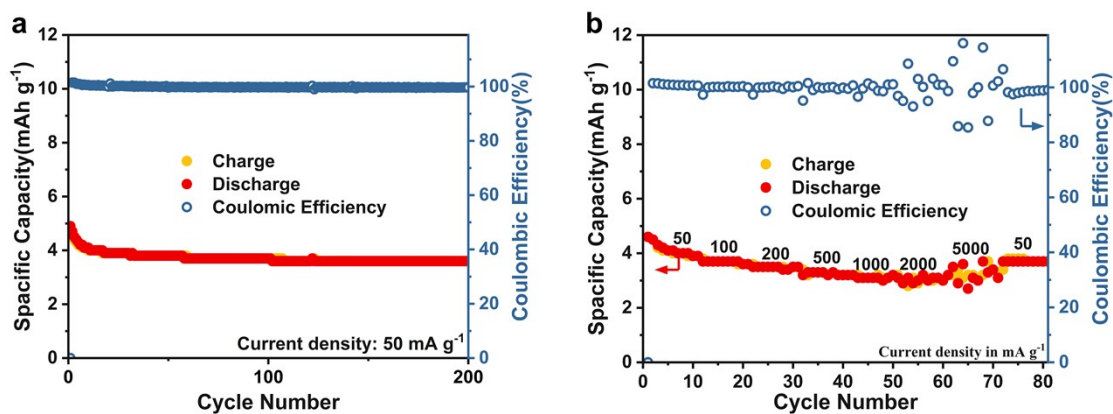 a
Spacific Capacity(mAh g⁻¹)
12
10
8
6
4
2
0
Charge
Discharge
Coulomic Efficiency
Current density: 50 mA g⁻¹
100
80
60
40
20
0
Coulombic Efficiency(%)
0
100
200
Cycle Number
b
Spacific Capacity(mAh g⁻¹)
12
10
8
6
4
2
0
Charge
Discharge
Coulomic Efficiency
50
100
200
500
1000
2000
5000
50
Current density in mA g⁻¹
100
80
60
40
20
0
Coulombic Efficiency(%)
0
10
20
30
40
50
60
70
80
Cycle Number